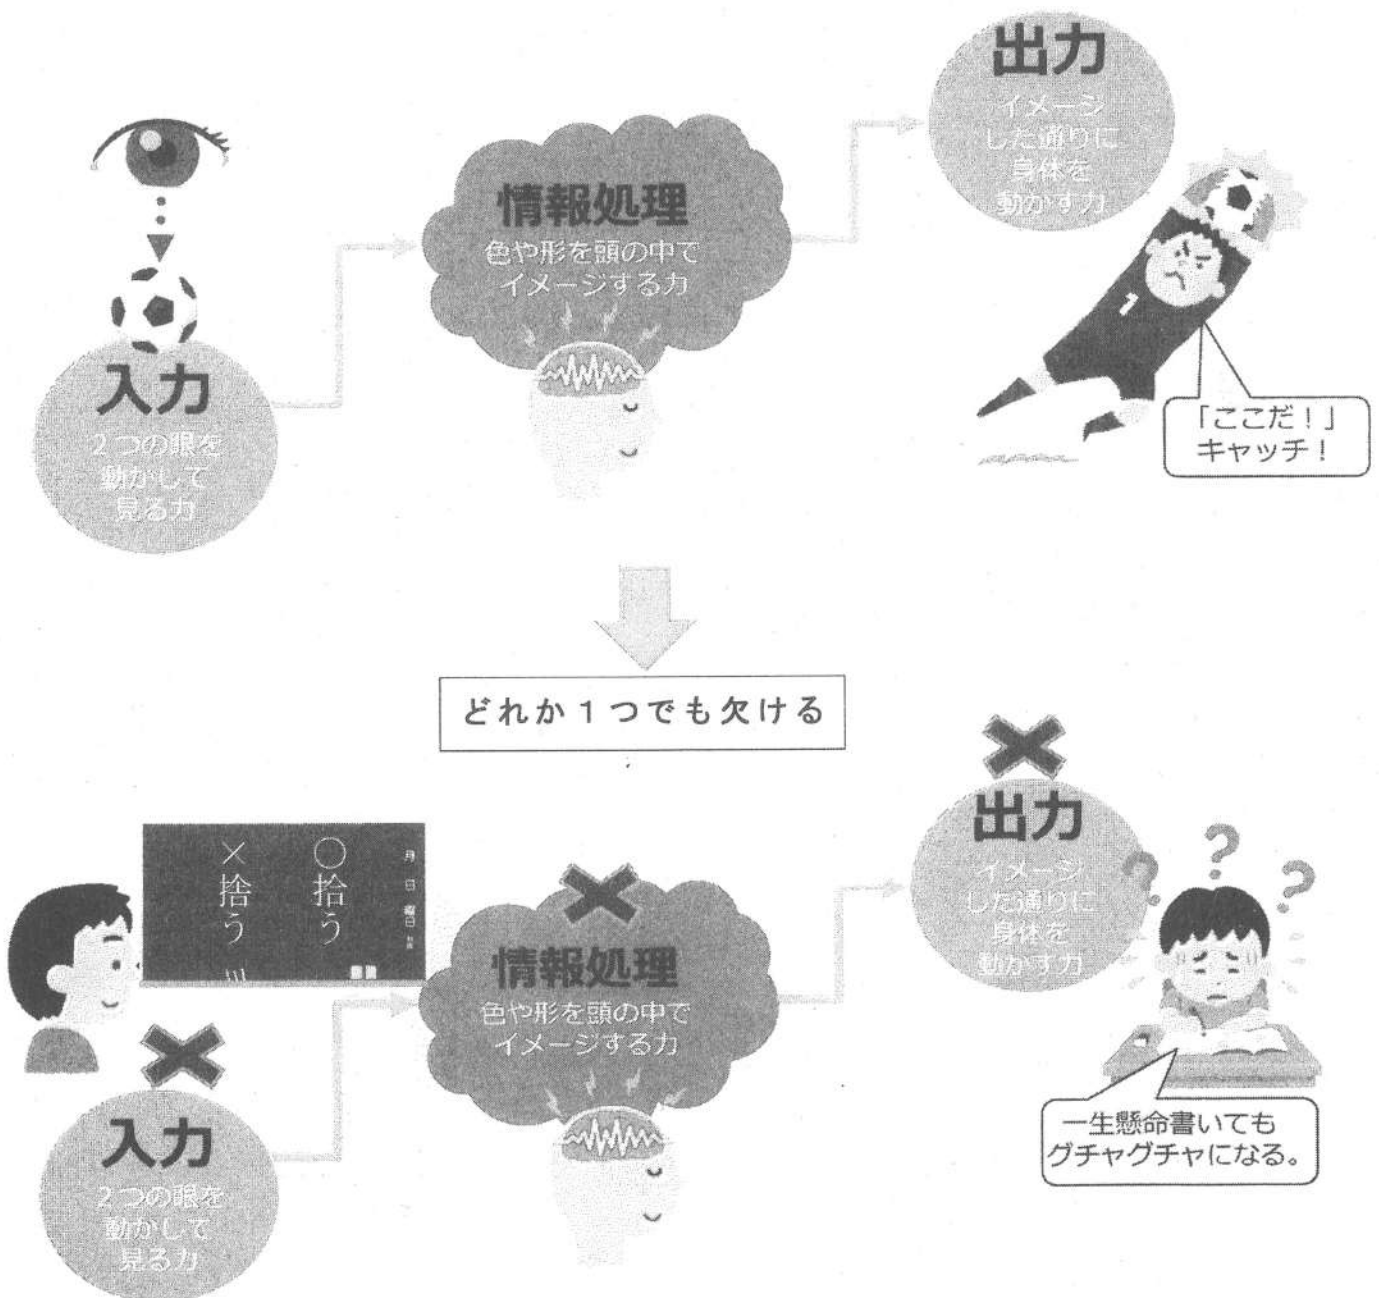 出力
イメージ
した通りに
身体を
動かす力
情報処理
色や形を頭の中で
イメージする力
入力
2つの眼を
動かして
見る力
1
「ここだ！」
キャッチ！
どれか1つでも欠ける
出力
イメージ
した通りに
身体を
動かす力
月 日 曜日
○拾う
×捨う
情報処理
色や形を頭の中で
イメージする力
入力
2つの眼を
動かして
見る力
一生懸命書いても
グチャグチャになる。